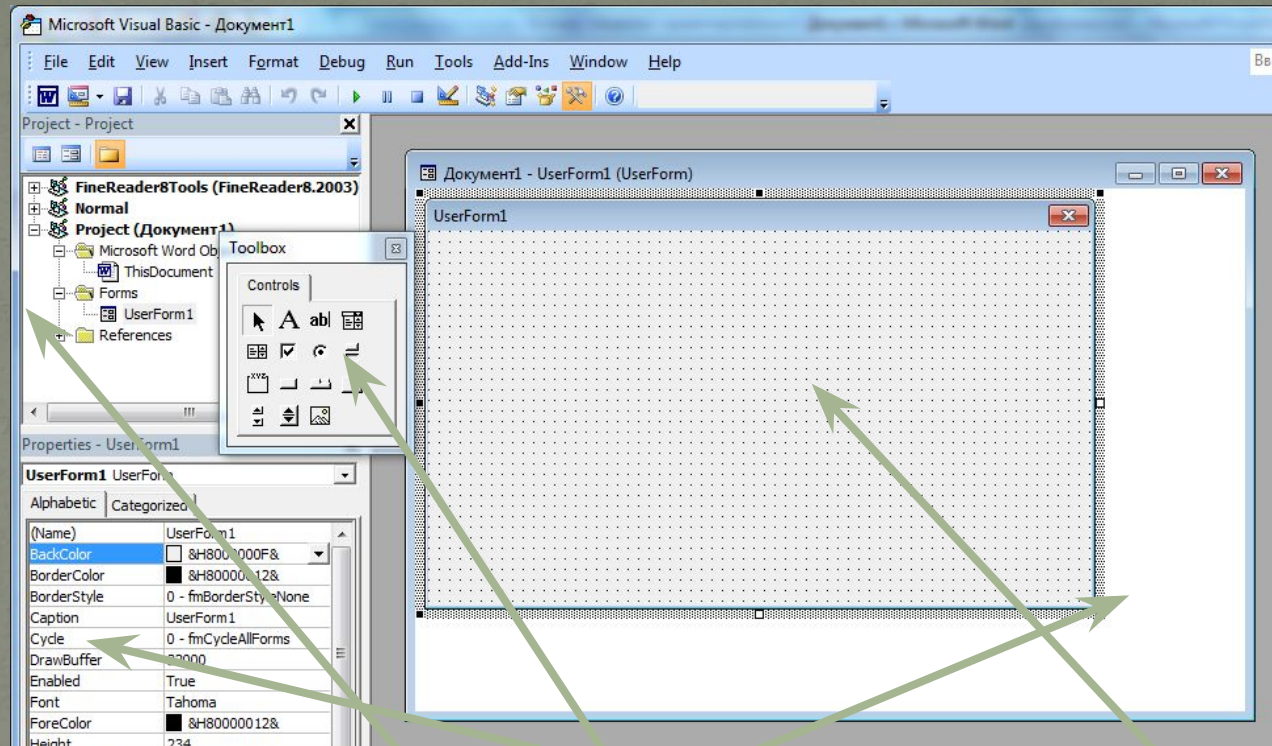 Microsoft Visual Basic - Документ1
File Edit View Insert Format Debug Run Tools Add-Ins Window Help
Вв
Project - Project
FineReader8Tools (FineReader8.2003)
Normal
Project (Документ1)
Microsoft Word Ob
ThisDocument
Forms
UserForm1
References
Toolbox
Controls
A ab|
xyz
Документ1 - UserForm1 (UserForm)
UserForm1
Properties - UserForm1
UserForm1 UserForm
Alphabetic Categorized
(Name) UserForm1
BackColor &H8000000F&
BorderColor &H80000012&
BorderStyle 0 - fmBorderStyleNone
Caption UserForm1
Cycle 0 - fmCycleAllForms
DrawBuffer 32000
Enabled True
Font Tahoma
ForeColor &H80000012&
Height 234